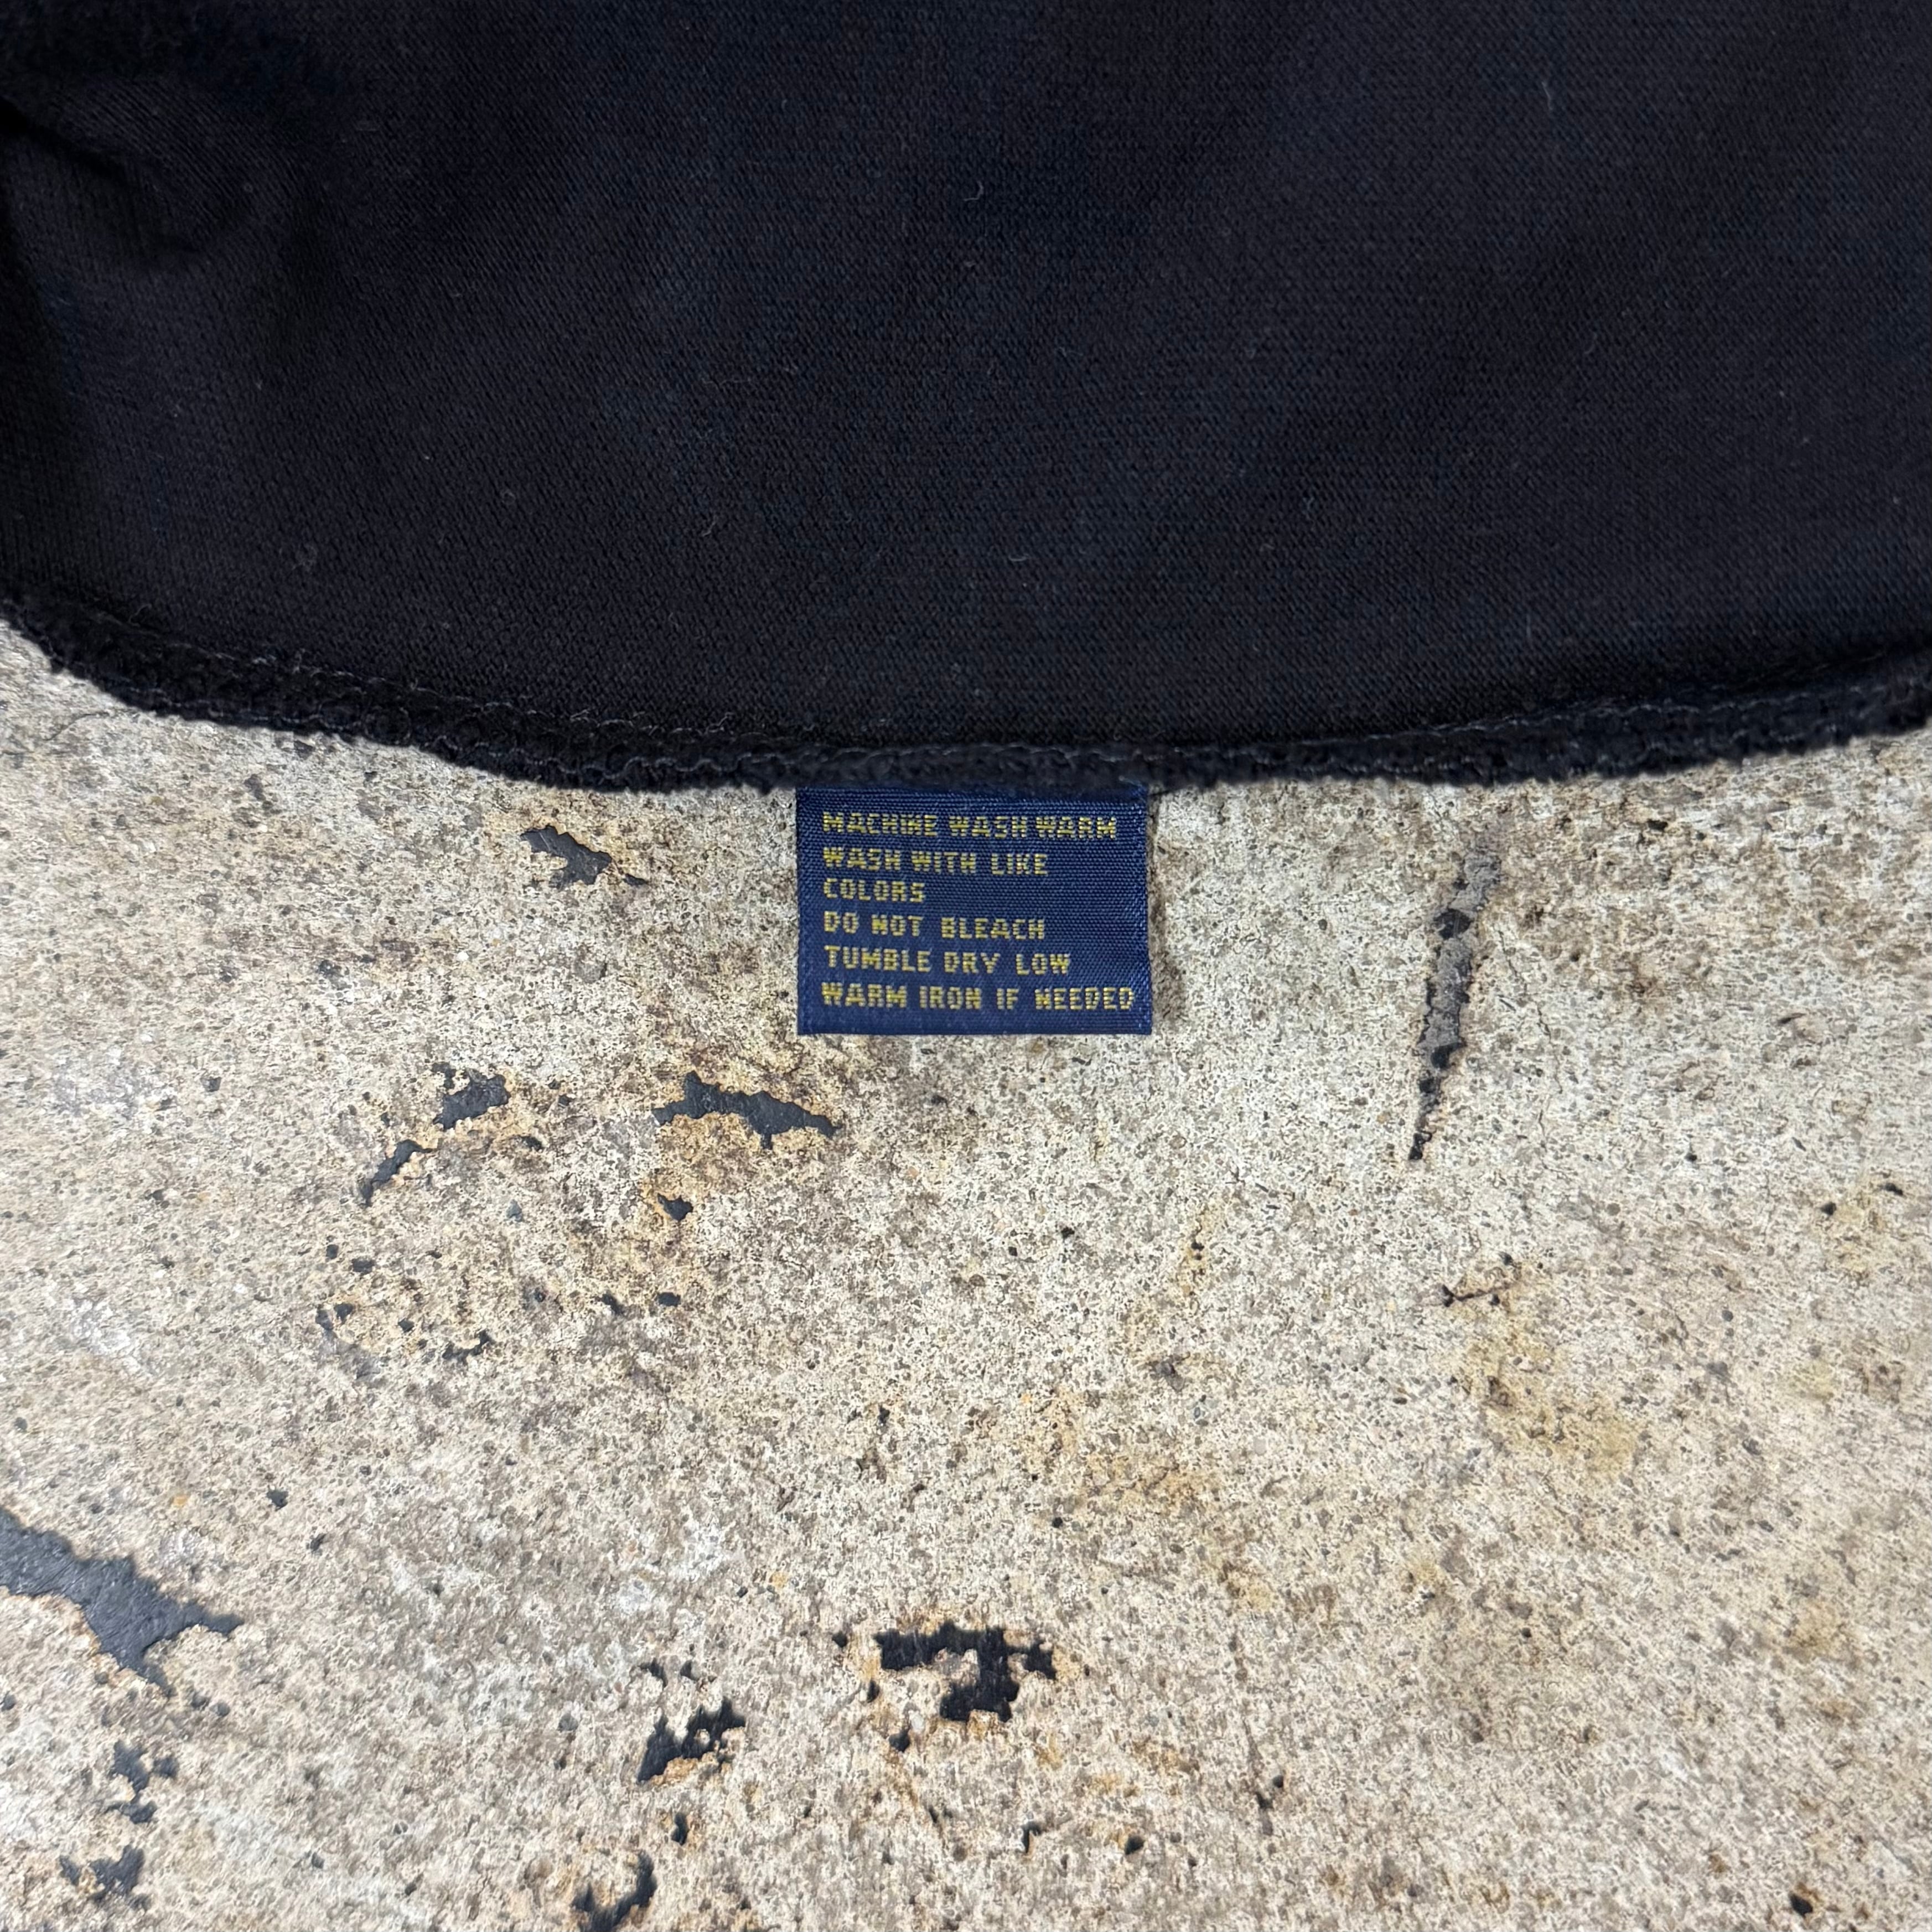 MACHINE WASH WARM
WASH WITH LIKE
COLORS
DO NOT BLEACH
TUMBLE DRY LOW
WARM IRON IF NEEDED